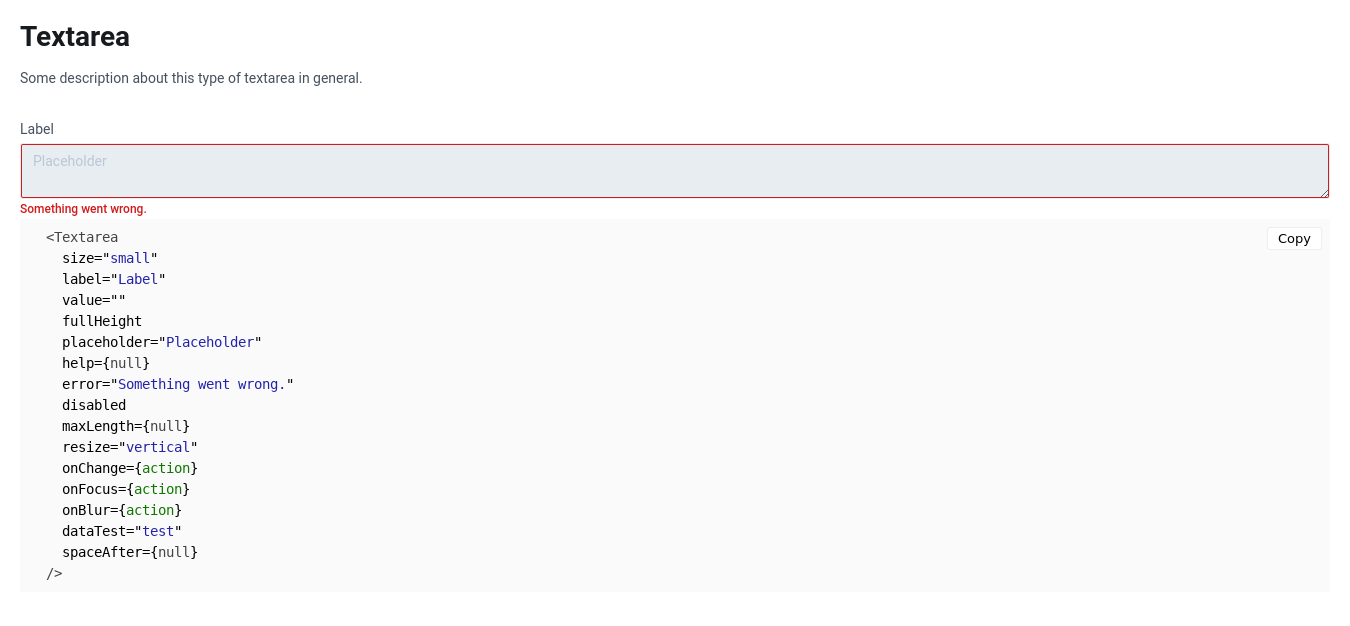 Textarea
Some description about this type of textarea in general.
Label
Placeholder
Something went wrong.
Copy
<Textarea
  size="small"
  label="Label"
  value=""
  fullHeight
  placeholder="Placeholder"
  help={null}
  error="Something went wrong."
  disabled
  maxLength={null}
  resize="vertical"
  onChange={action}
  onFocus={action}
  onBlur={action}
  dataTest="test"
  spaceAfter={null}
/>